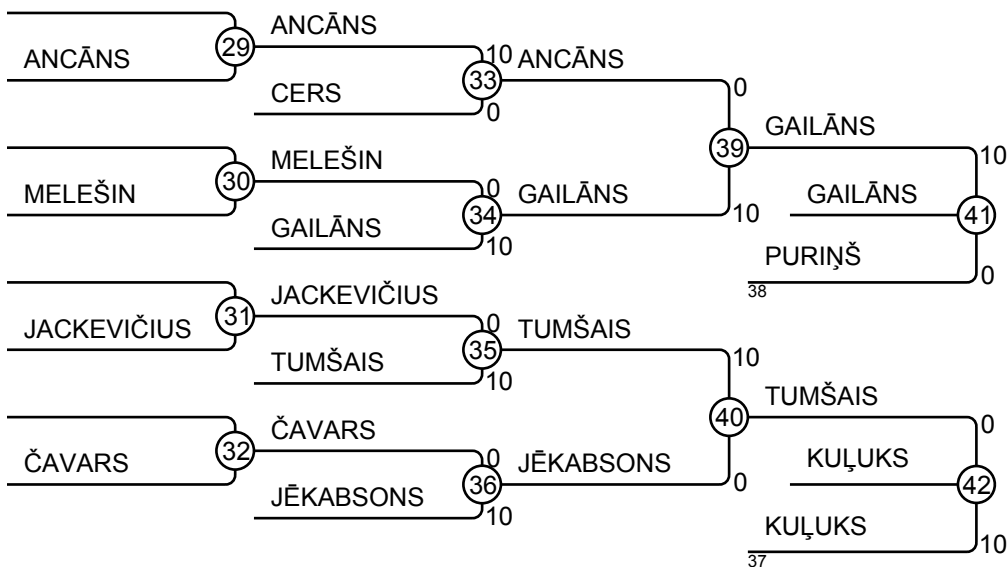 ANCĀNS
29
ANCĀNS
CERS
10
33
0
ANCĀNS
0
39
10
GAILĀNS
MELEŠIN
30
MELEŠIN
GAILĀNS
0
34
10
GAILĀNS
10
GAILĀNS
41
PURIŅŠ
38
0
JACKEVIČIUS
31
JACKEVIČIUS
TUMŠAIS
0
35
10
TUMŠAIS
10
40
0
TUMŠAIS
ČAVARS
32
ČAVARS
JĒKABSONS
0
36
10
JĒKABSONS
0
KUĻUKS
42
KUĻUKS
37
10